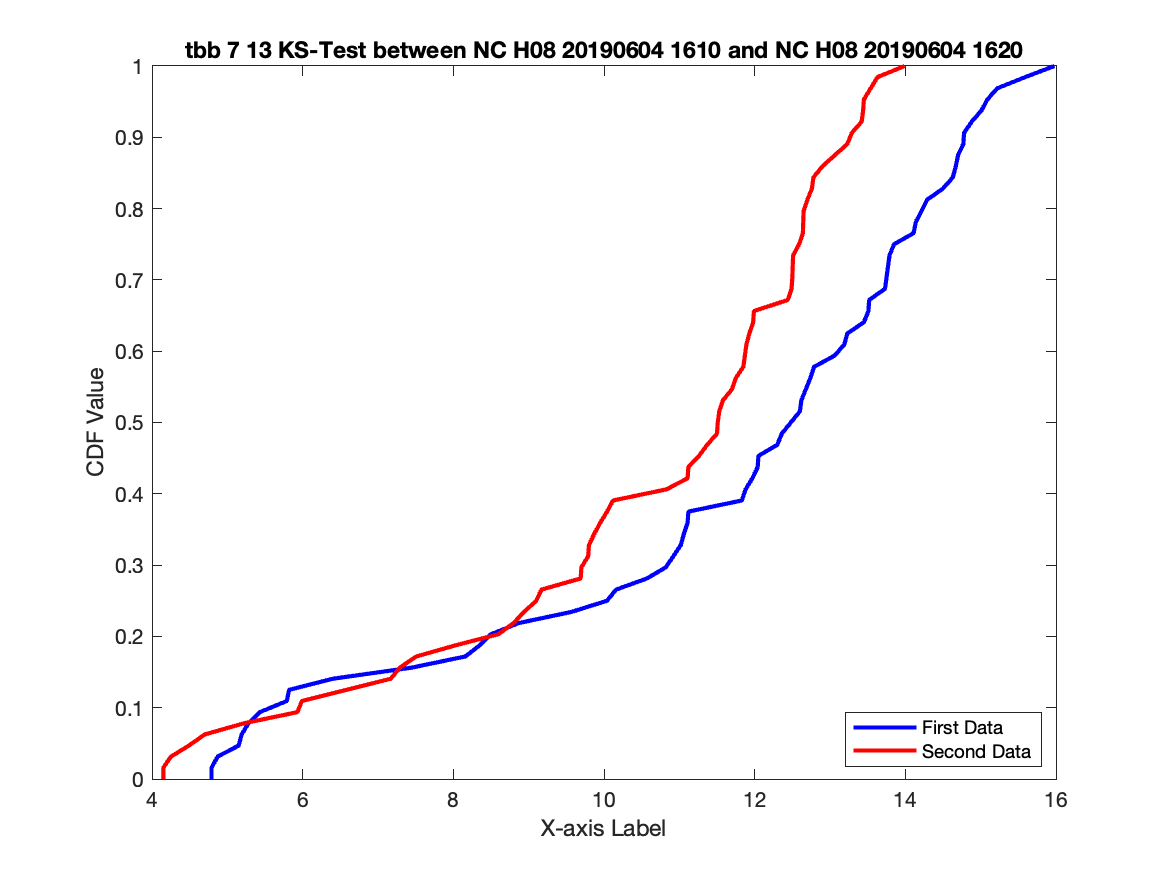 tbb 7 13 KS-Test between NC H08 20190604 1610 and NC H08 20190604 1620
1
0.9
0.8
0.7
0.6
0.5
0.4
0.3
0.2
0.1
0
CDF Value
First Data
Second Data
4 6 8 10 12 14 16
X-axis Label